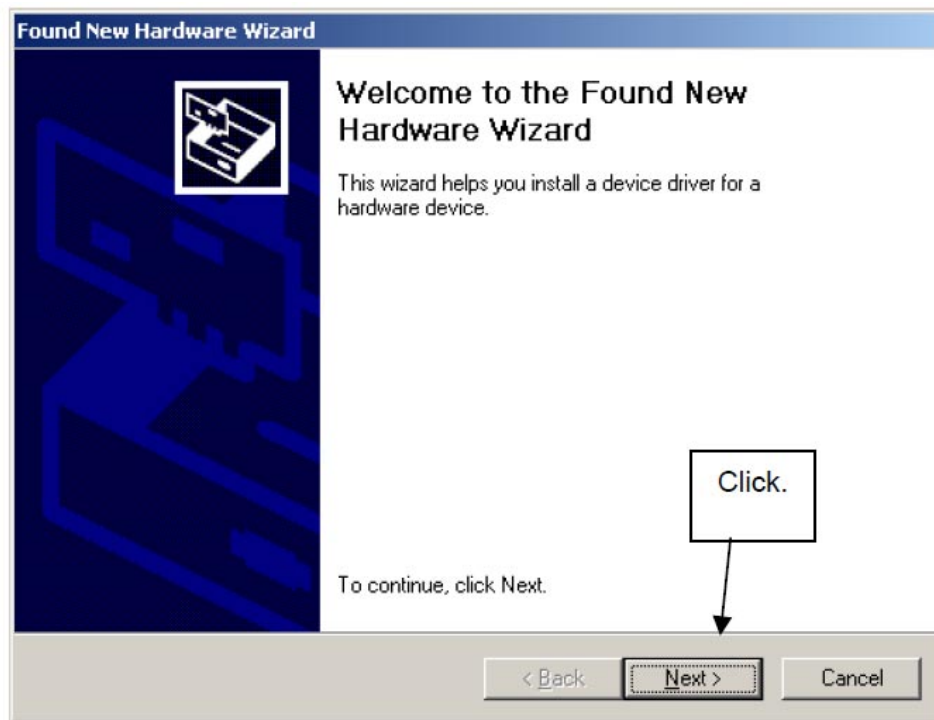 Found New Hardware Wizard
Welcome to the Found New
Hardware Wizard
This wizard helps you install a device driver for a
hardware device.
Click.
To continue, click Next.
< Back Next > Cancel